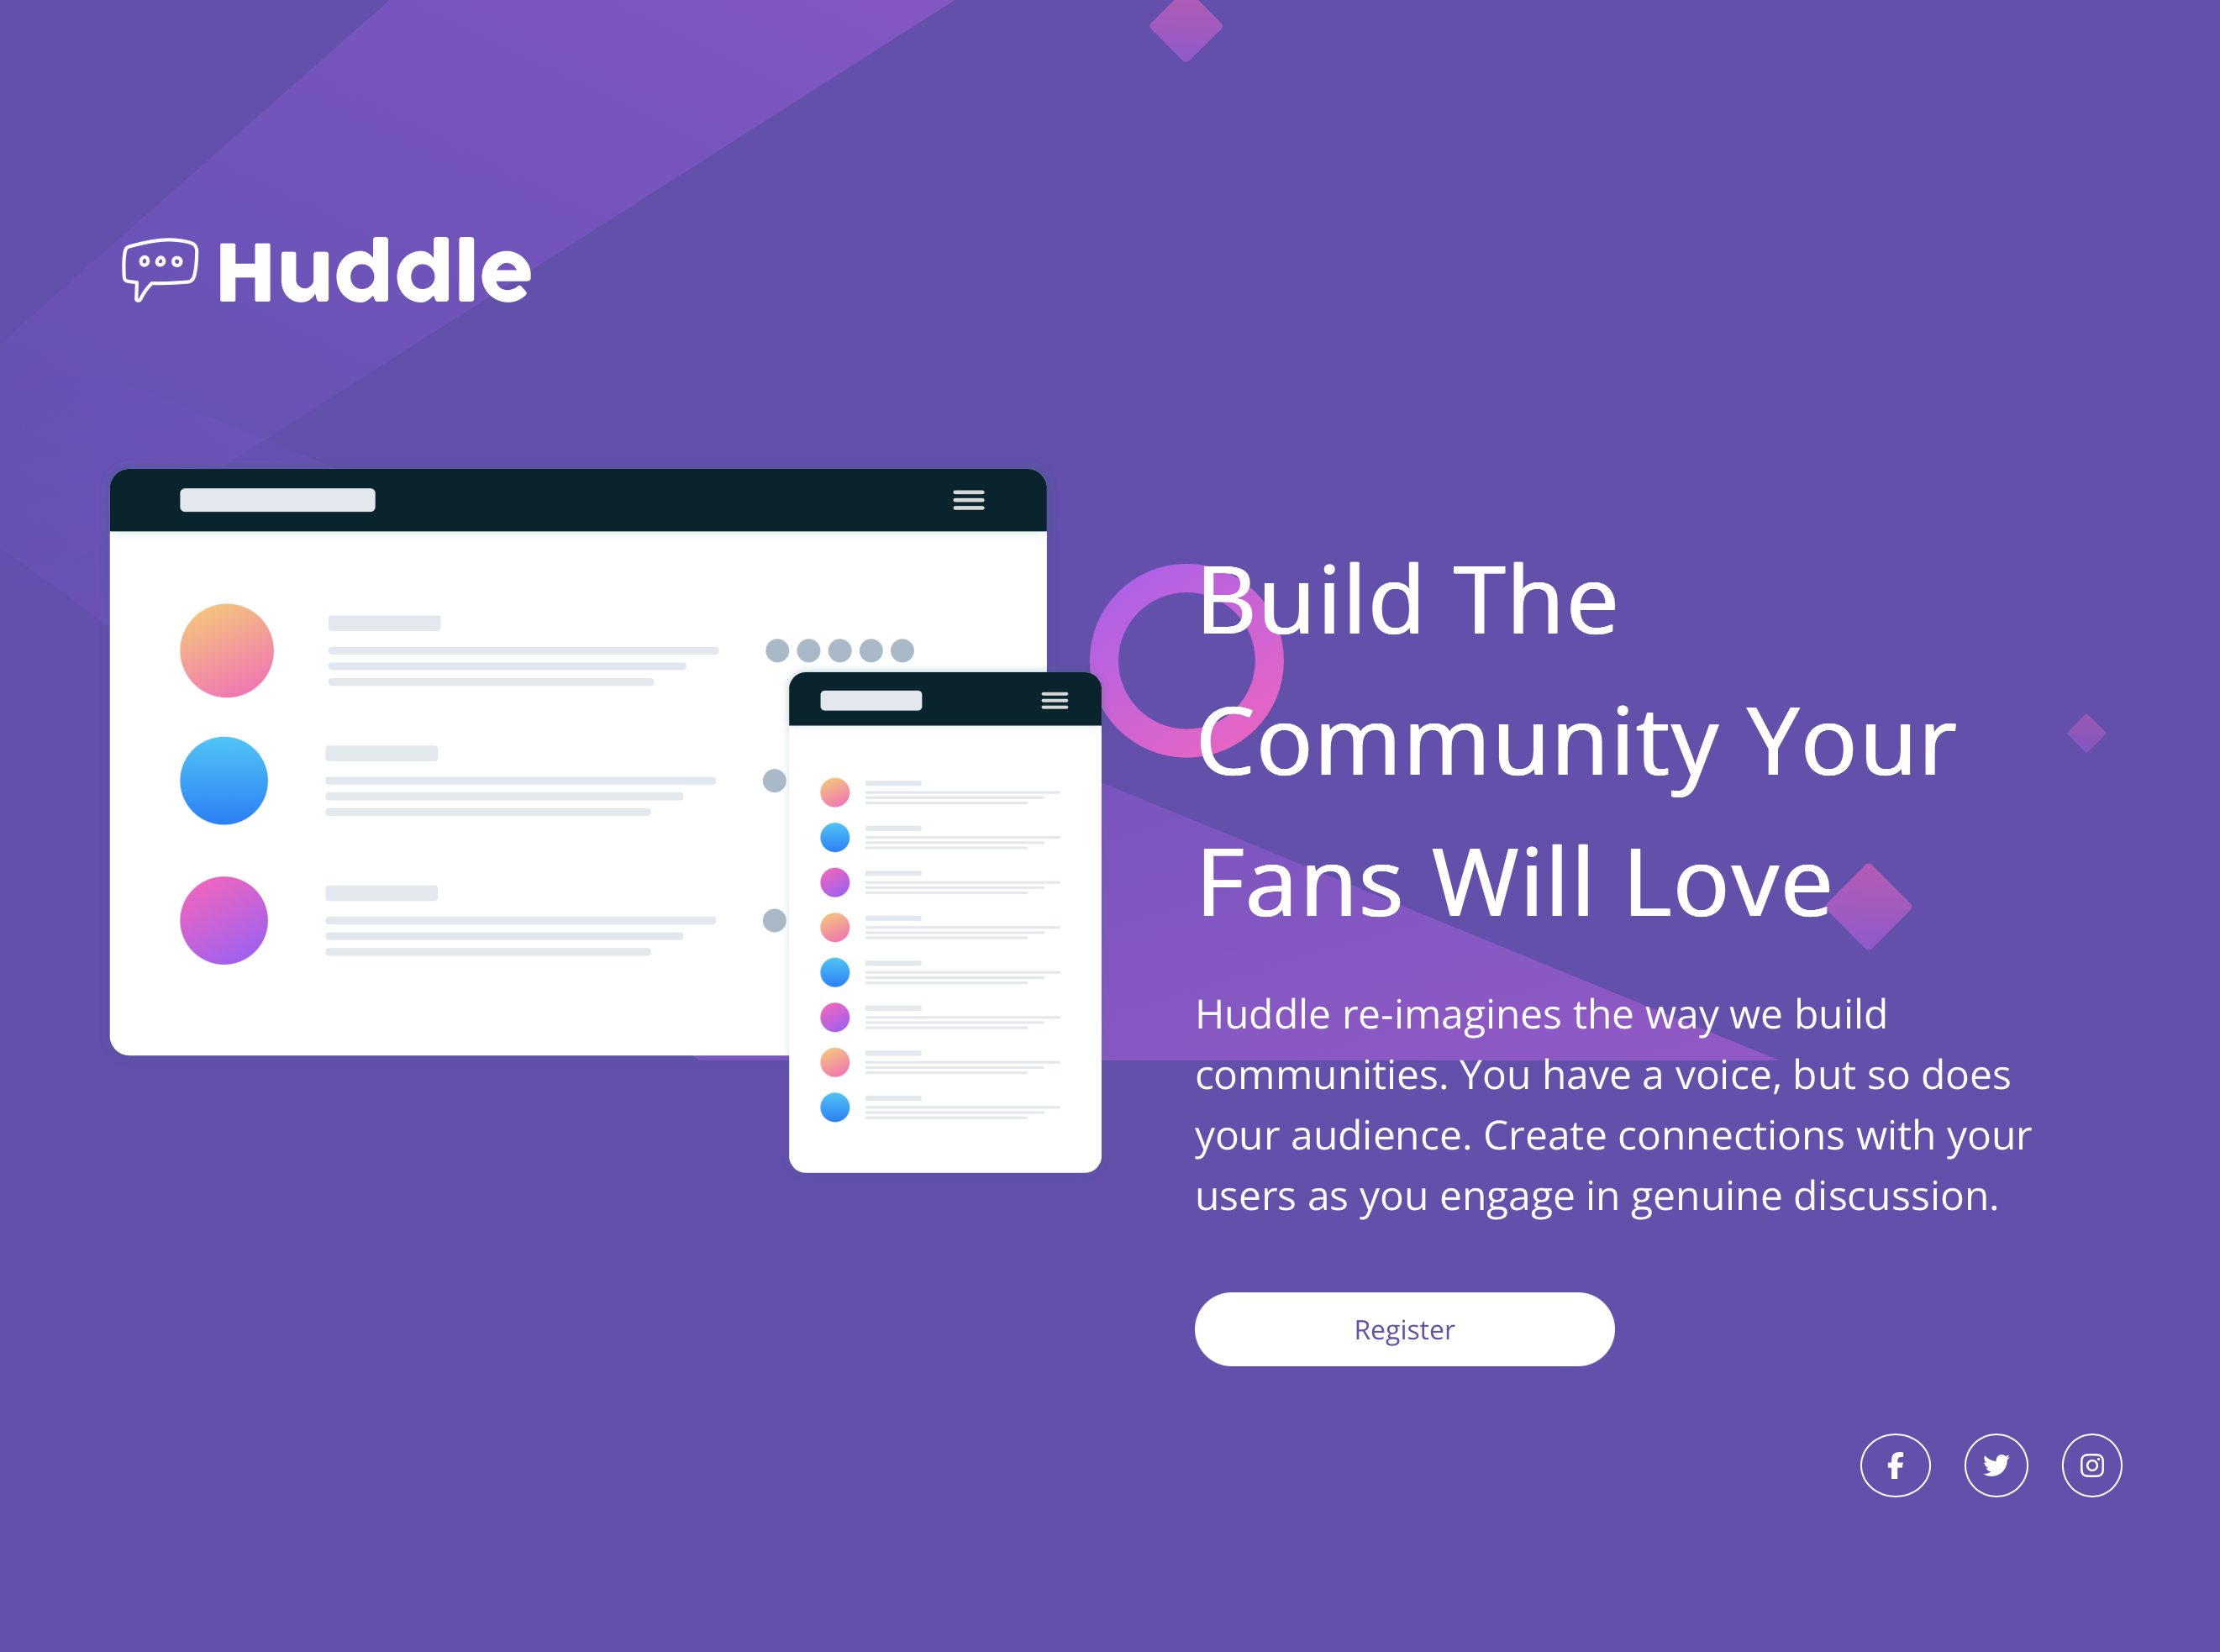 Huddle
Build The
Community Your
Fans Will Love
Huddle re-imagines the way we build
communities. You have a voice, but so does
your audience. Create connections with your
users as you engage in genuine discussion.
Register